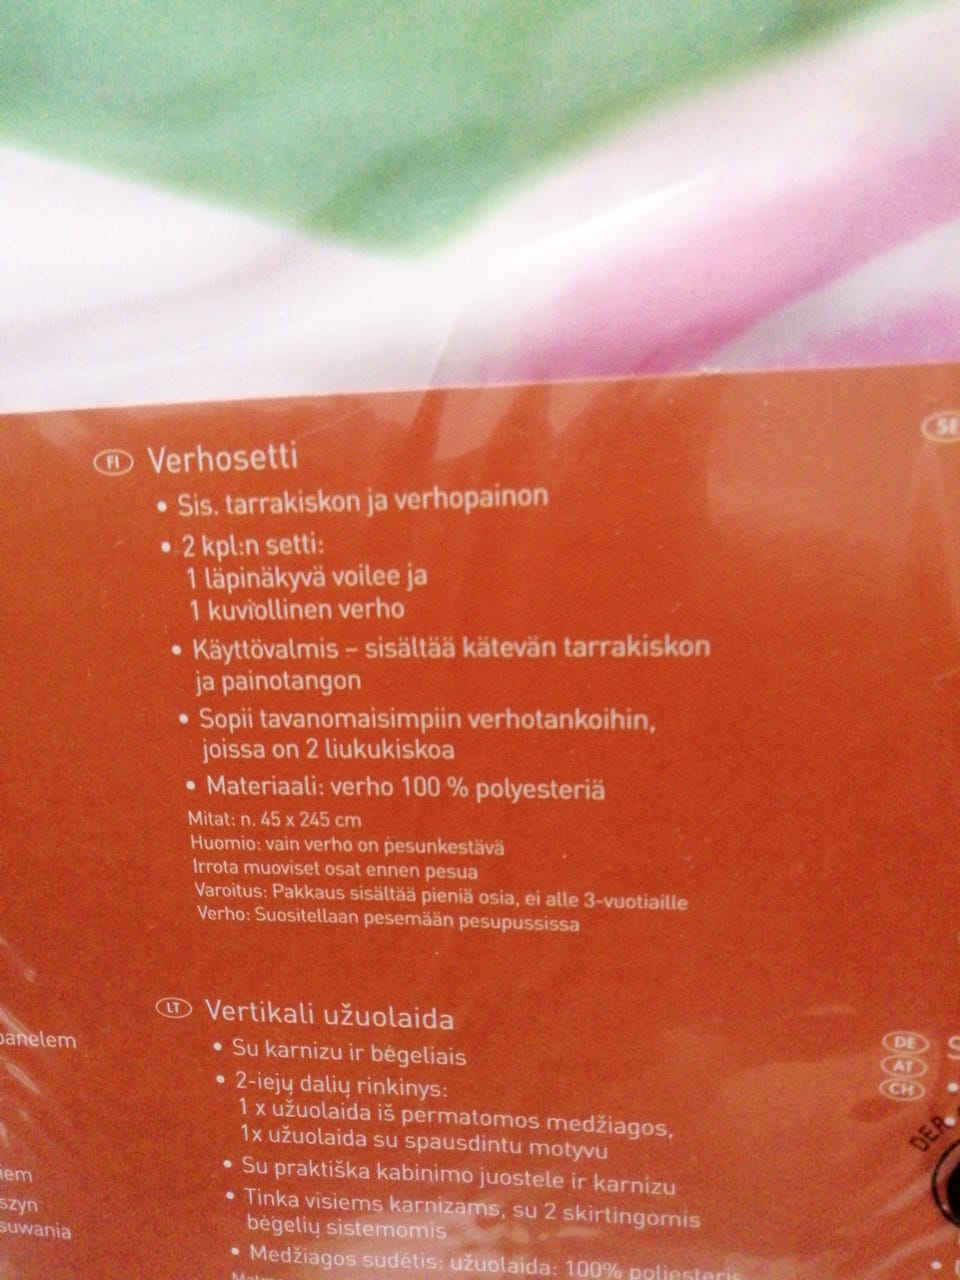 FI Verhosetti
• Sis. tarrakiskon ja verhopainon
• 2 kpl:n setti:
1 läpinäkyvä voilee ja
1 kuviollinen verho
• Käyttövalmis – sisältää kätevän tarrakiskon
ja painotangon
• Sopii tavanomaisimpiin verhotankoihin,
joissa on 2 liukukiskoa
• Materiaali: verho 100 % polyesteriä
Mitat: n. 45 x 245 cm
Huomio: vain verho on pesunkestävä
Irrota muoviset osat ennen pesua
Varoitus: Pakkaus sisältää pieniä osia, ei alle 3-vuotiaille
Verho: Suositellaan pesemään pesupussissa
SE
LT Vertikali užuolaida
• Su karnizu ir bėgeliais
• 2-iejų dalių rinkinys:
1 x užuolaida iš permatomos medžiagos,
1x užuolaida su spausdintu motyvu
• Su praktiška kabinimo juostele ir karnizu
• Tinka visiems karnizams, su 2 skirtingomis
bėgelių sistemomis
• Medžiagos sudėtis: užuolaida: 100% poliesteris
panelem
iem
szyn
suwania
DE
AT
CH
DER